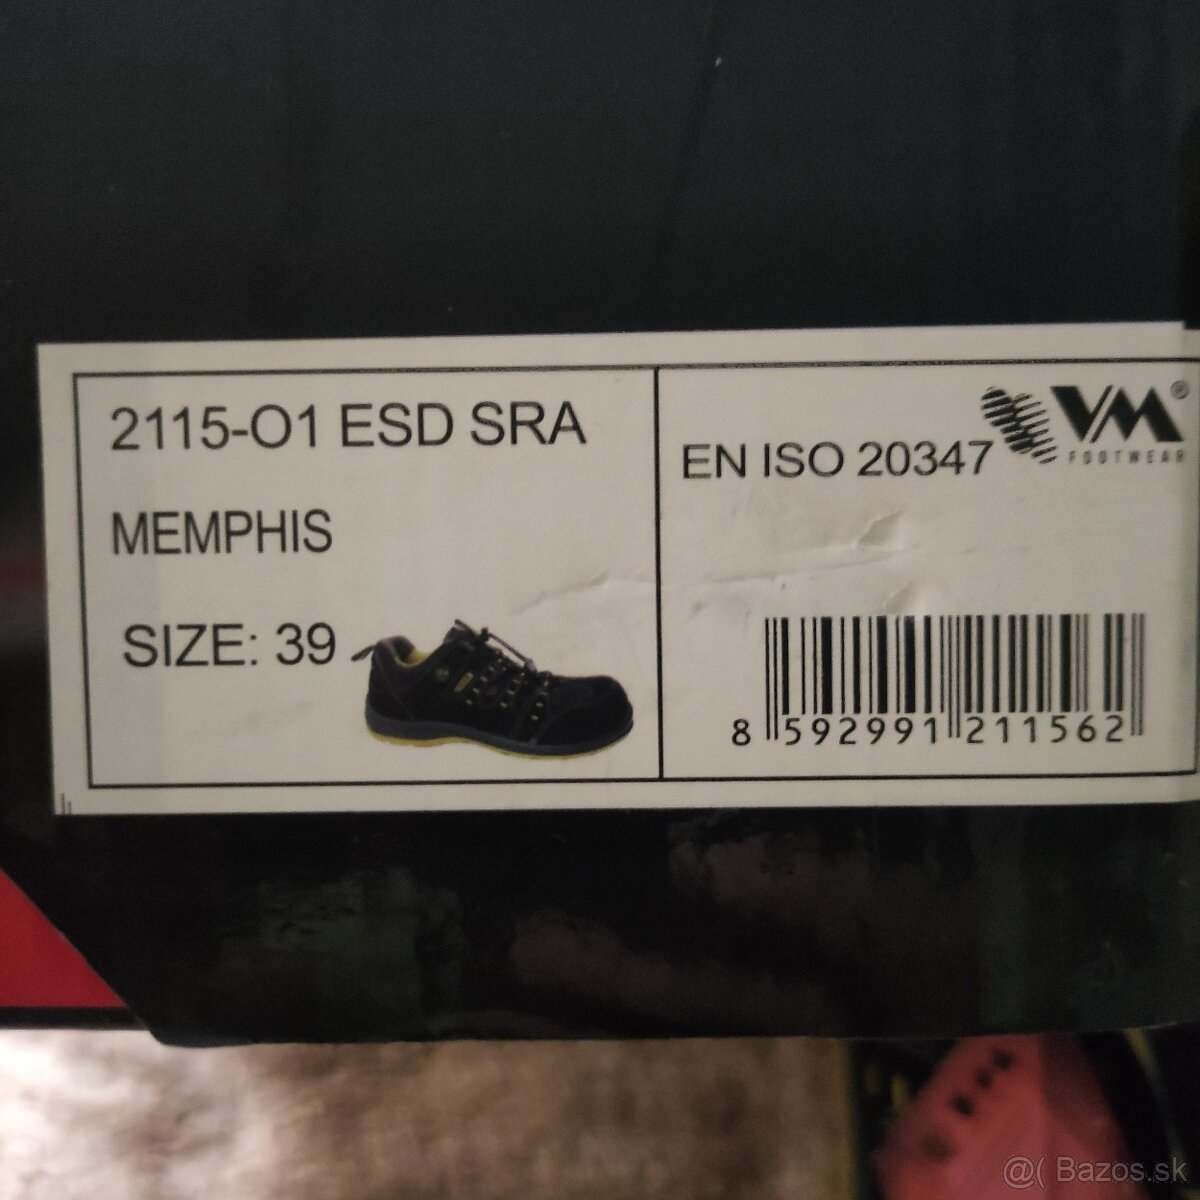 2115-O1 ESD SRA
MEMPHIS
SIZE: 39
EN ISO 20347
VM®
FOOTWEAR
8 592991 211562
@( Bazos.sk